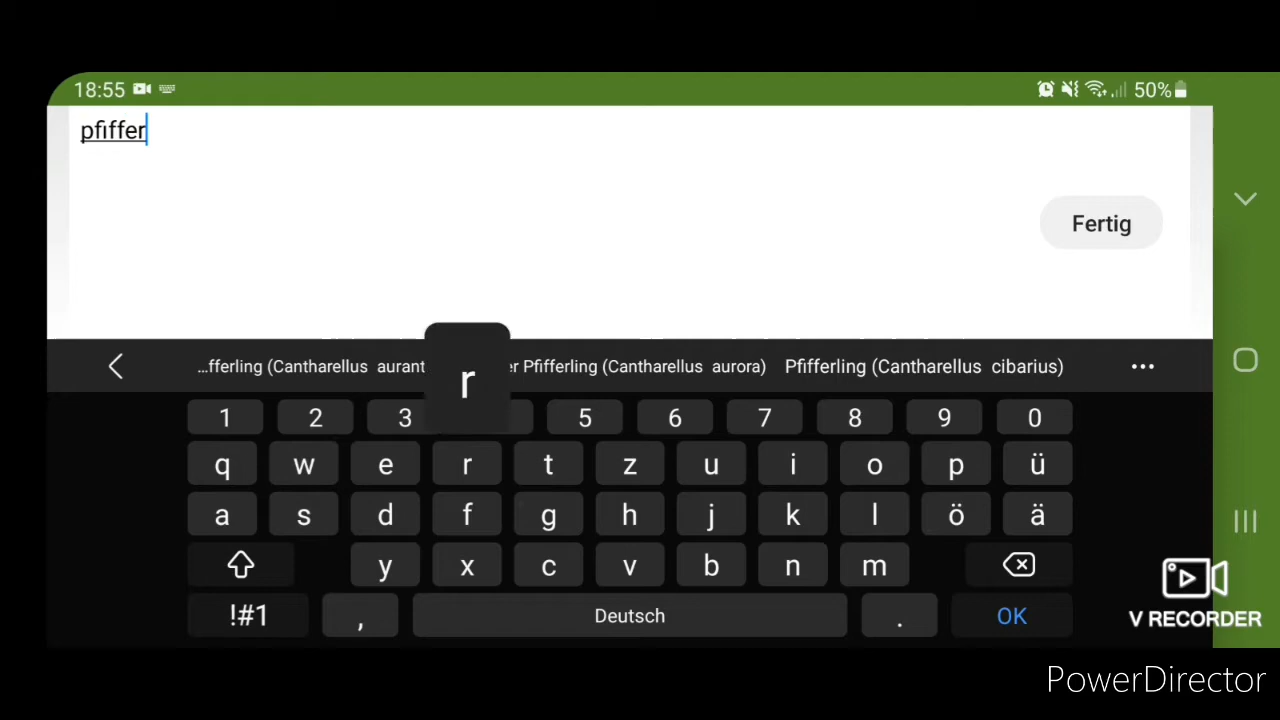 18:55 50%
pfiffer
Fertig
...fferling (Cantharellus aurant er Pfifferling (Cantharellus aurora) Pfifferling (Cantharellus cibarius) •••
r
1 2 3 5 6 7 8 9 0
q w e r t z u i o p ü
a s d f g h j k l ö ä
y x c v b n m
!#1 , Deutsch . OK
V RECORDER
PowerDirector